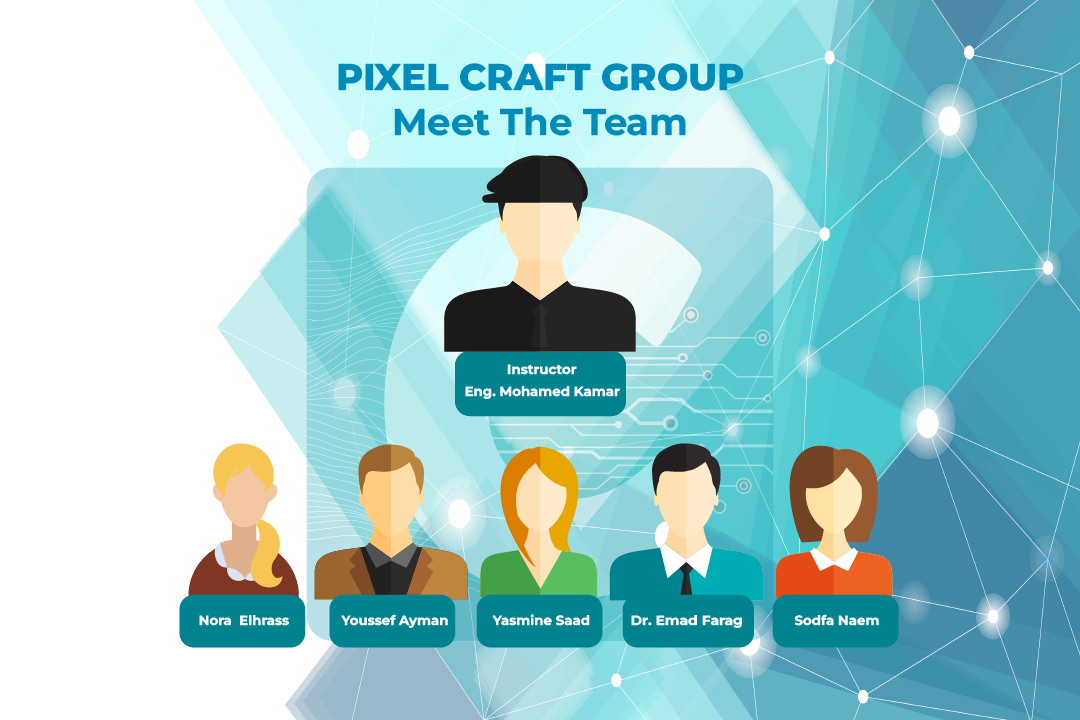 PIXEL CRAFT GROUP
Meet The Team
Instructor
Eng. Mohamed Kamar
Nora Elhrass
Youssef Ayman
Yasmine Saad
Dr. Emad Farag
Sodfa Naem